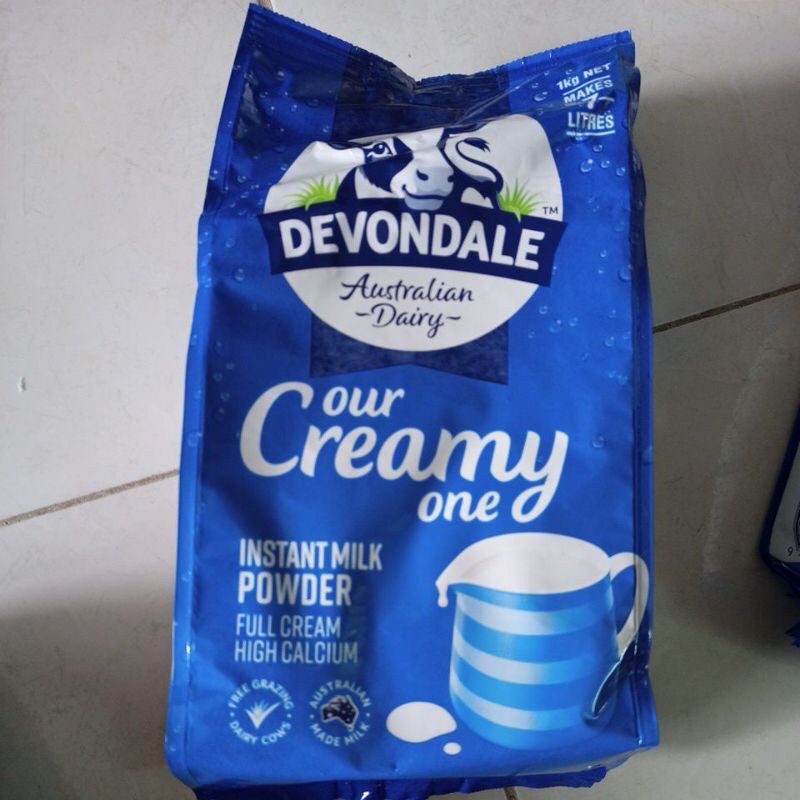 1kg NET
MAKES
LITRES
DEVONDALE
TM
Australian
~Dairy~
our
Creamy
one
INSTANT MILK
POWDER
FULL CREAM
HIGH CALCIUM
FREE GRAZING
DAIRY COWS
AUSTRALIAN
MADE MILK
9